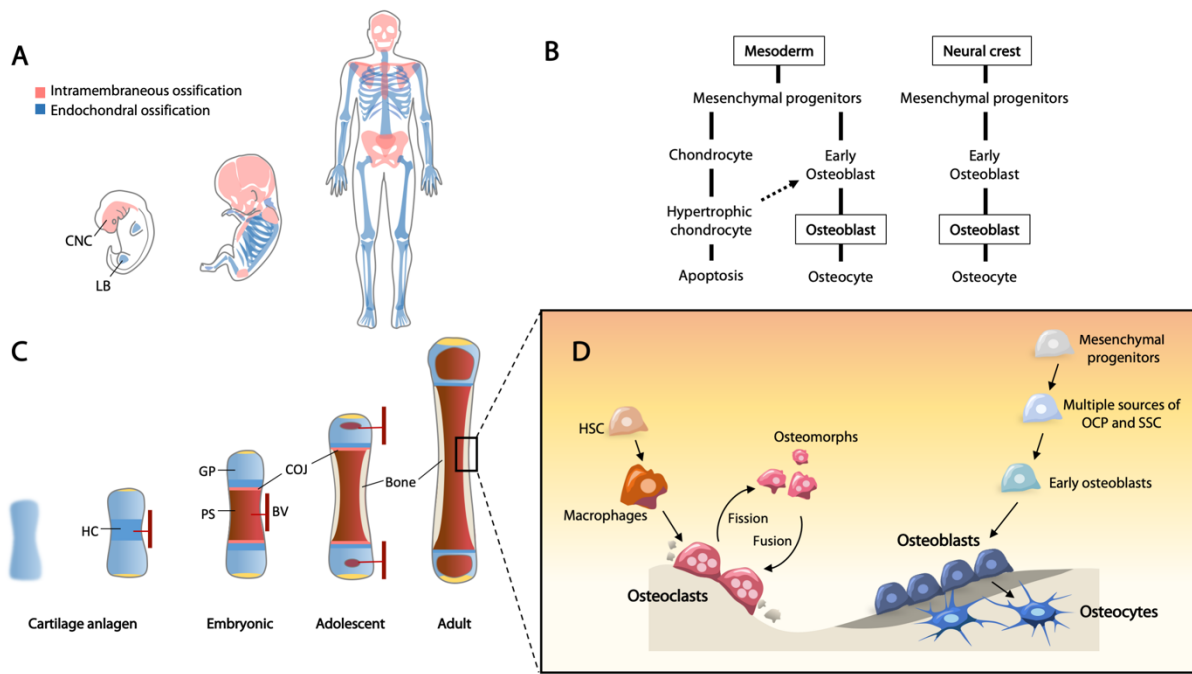 A
Intramembraneous ossification
Endochondral ossification
CNC
LB
B
Mesoderm
Neural crest
Mesenchymal progenitors
Mesenchymal progenitors
Chondrocyte
Early
Osteoblast
Early
Osteoblast
Hypertrophic
chondrocyte
Osteoblast
Osteoblast
Apoptosis
Osteocyte
Osteocyte
C
HC
GP
PS
COJ
BV
Bone
Cartilage anlagen
Embryonic
Adolescent
Adult
D
HSC
Macrophages
Osteoclasts
Osteomorphs
Fission
Fusion
Mesenchymal
progenitors
Multiple sources of
OCP and SSC
Early osteoblasts
Osteoblasts
Osteocytes